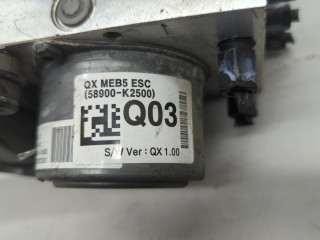 QX MEB5 ESC
(58900-K2500)
Q03
S/W Ver : QX 1.00